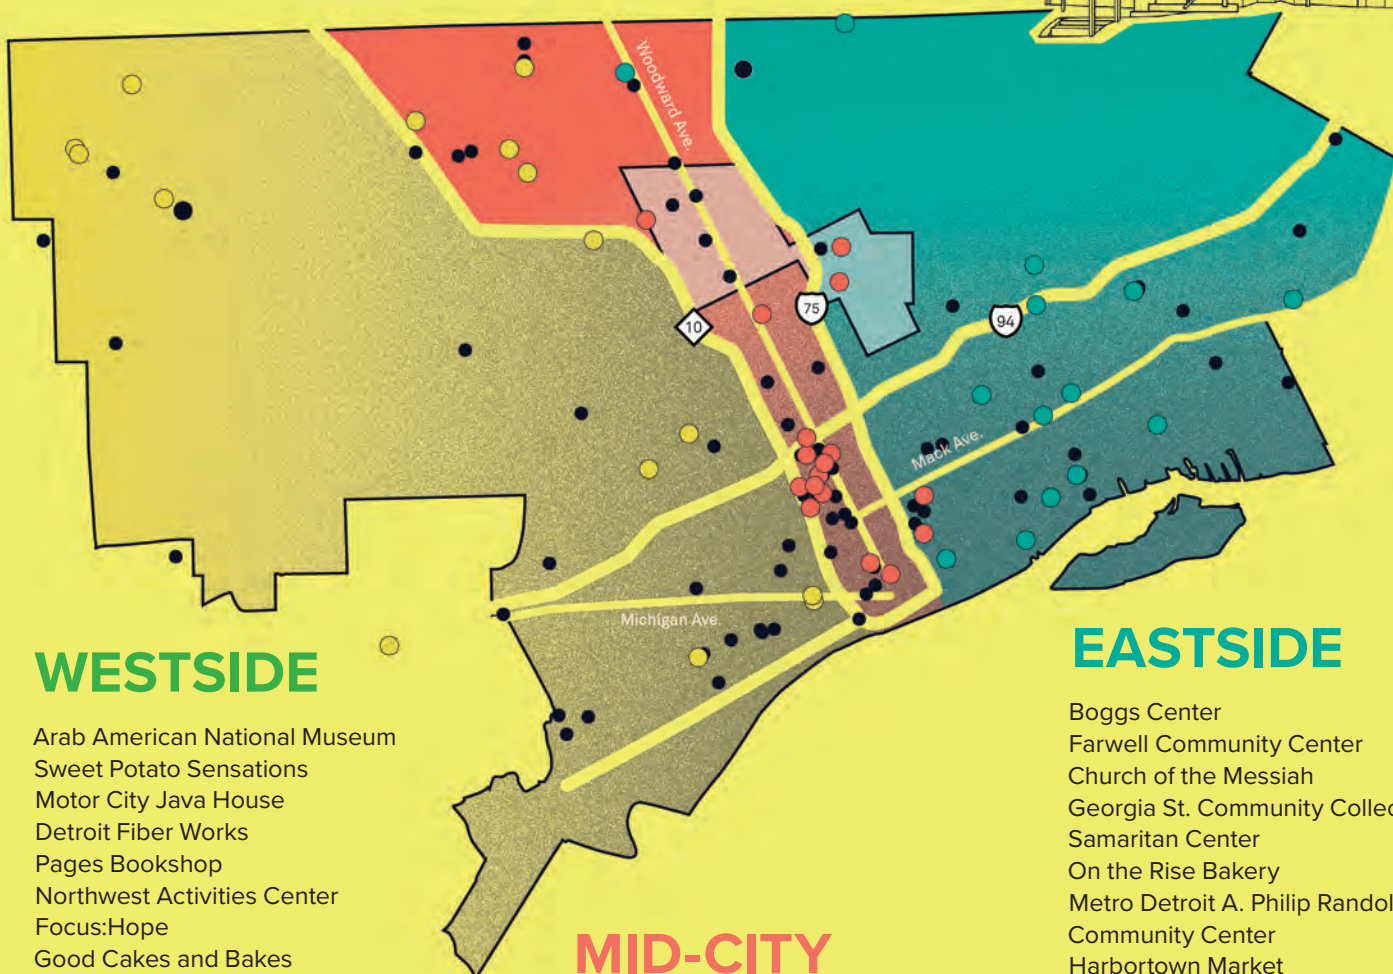 Woodward Ave.
75
10
94
Mack Ave.
Michigan Ave.
WESTSIDE
Arab American National Museum
Sweet Potato Sensations
Motor City Java House
Detroit Fiber Works
Pages Bookshop
Northwest Activities Center
Focus:Hope
Good Cakes and Bakes
MID-CITY
EASTSIDE
Boggs Center
Farwell Community Center
Church of the Messiah
Georgia St. Community
Samaritan Center
On the Rise Bakery
Metro Detroit A. Philip
Community Center
Harbortown Market